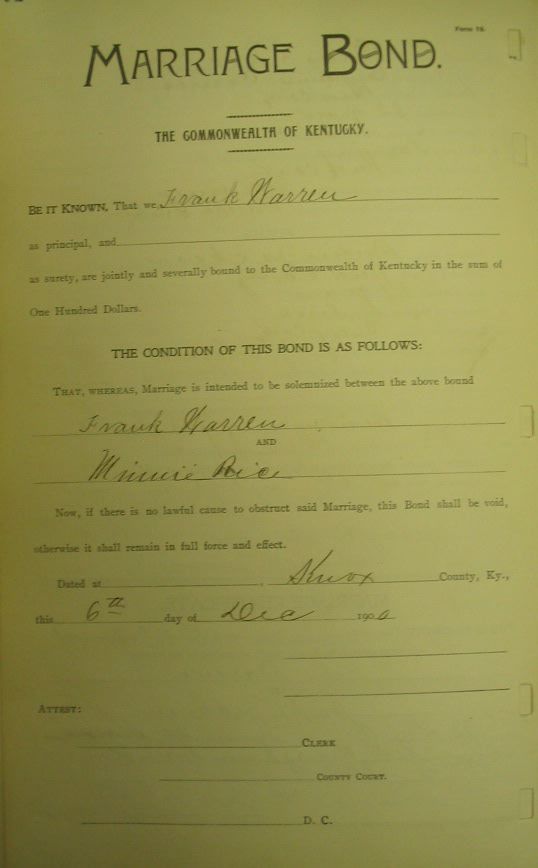 Form 18.
MARRIAGE BOND.
THE COMMONWEALTH OF KENTUCKY.
BE IT KNOWN, That we, Frank Warren
as principal, and
as surety, are jointly and severally bound to the Commonwealth of Kentucky in the sum of
One Hundred Dollars.
THE CONDITION OF THIS BOND IS AS FOLLOWS:
THAT, WHEREAS, Marriage is intended to be solemnized between the above bound
Frank Warren
AND
Minnie Rice
Now, if there is no lawful cause to obstruct said Marriage, this Bond shall be void,
otherwise it shall remain in full force and effect.
Dated at , Knox County, Ky.,
this 6th day of Dec 1900
ATTEST:
CLERK
COUNTY COURT.
D. C.